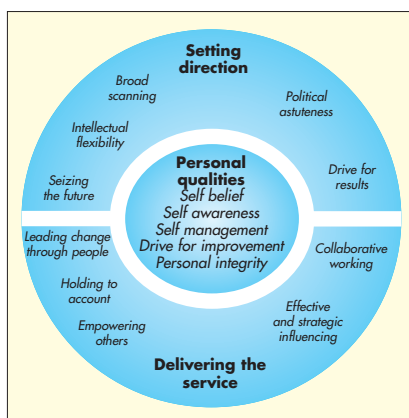 Setting
direction
Broad
scanning
Political
astuteness
Intellectual
flexibility
Seizing
the future
Drive for
results
Personal
qualities
Self belief
Self awareness
Self management
Drive for improvement
Personal integrity
Leading change
through people
Collaborative
working
Holding to
account
Empowering
others
Effective
and strategic
influencing
Delivering the
service